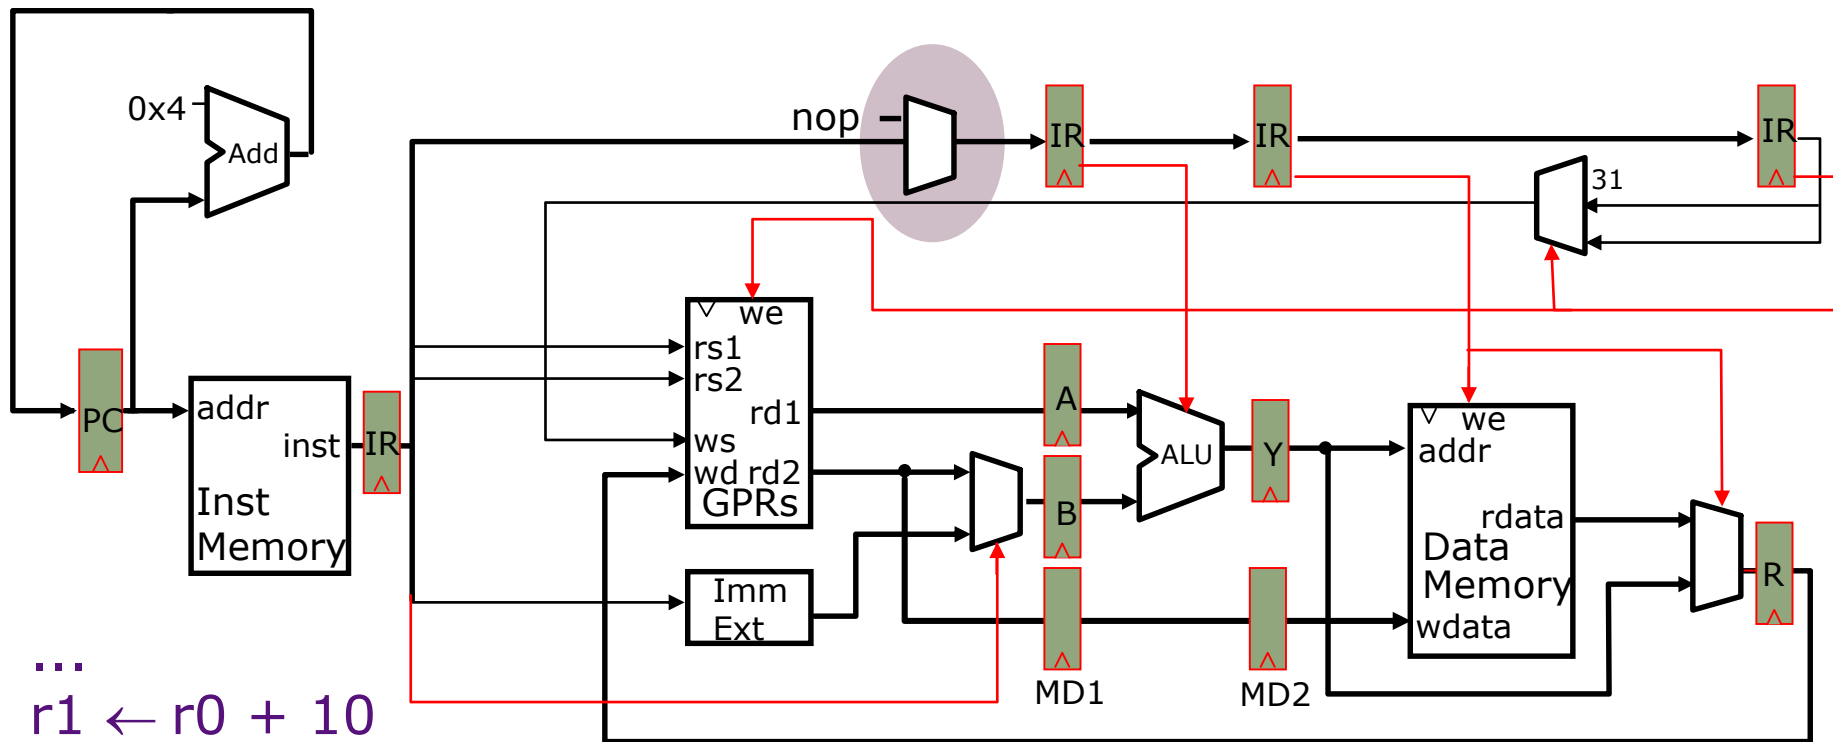 0x4
Add
nop
IR
IR
IR
31
we
rs1
rs2
rd1
ws
wd rd2
GPRs
A
B
ALU
Y
we
addr
rdata
Data
Memory
wdata
R
PC
addr
inst
Inst
Memory
IR
Imm
Ext
MD1
MD2
...
r1 ← r0 + 10